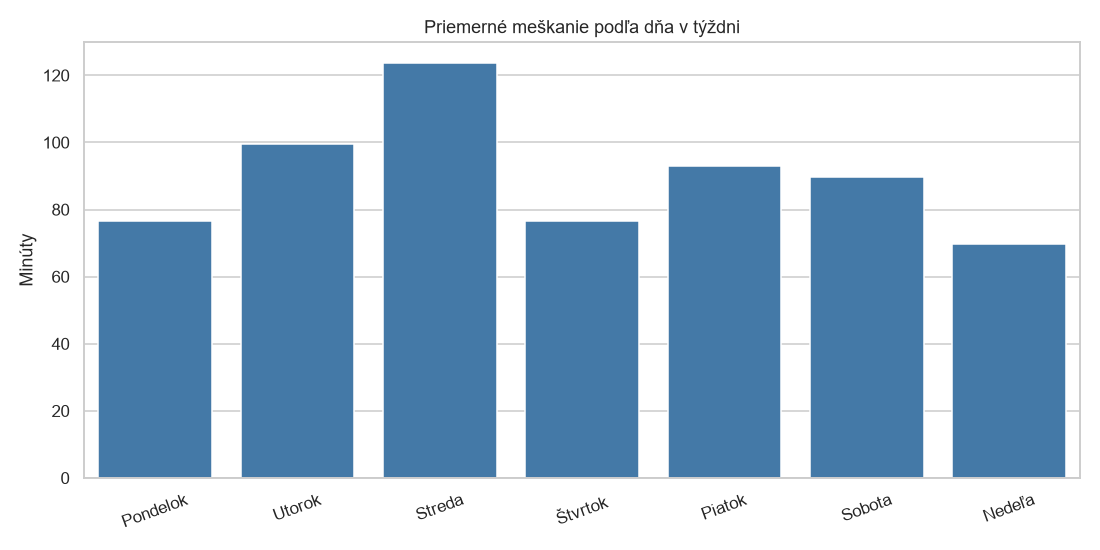 Priemerné meškanie podľa dňa v týždni
Minúty
120
100
80
60
40
20
0
Pondelok
Utorok
Streda
Štvrtok
Piatok
Sobota
Nedeľa